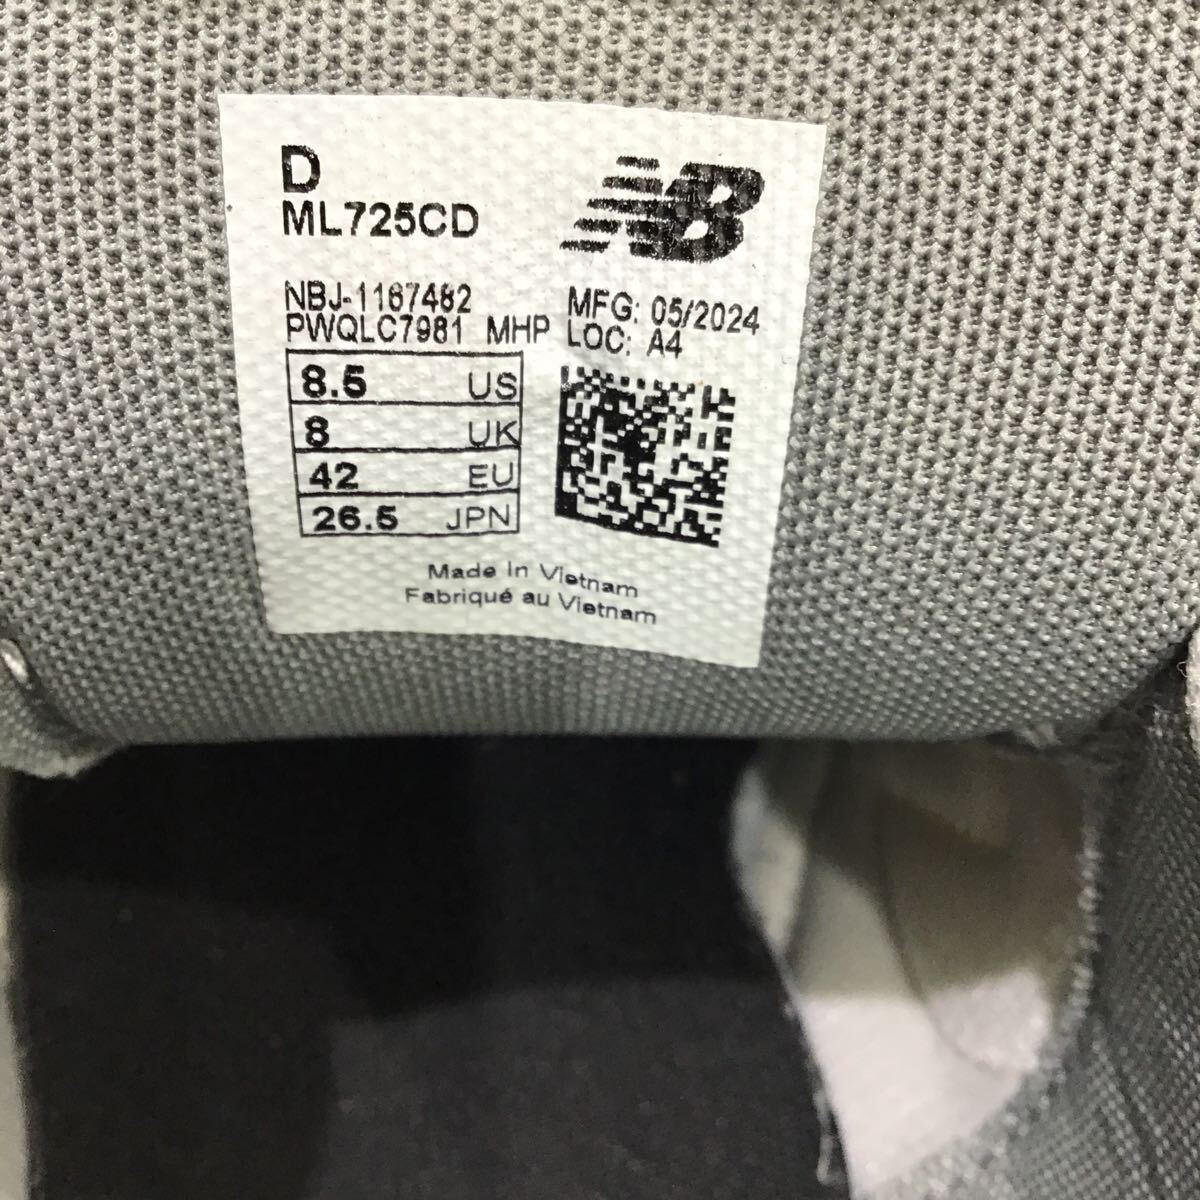 D
ML725CD
NB
NBJ-1167482
PWQLC7981 MHP
MFG: 05/2024
LOC: A4
8.5 US
8 UK
42 EU
26.5 JPN
Made In Vietnam
Fabriqué au Vietnam